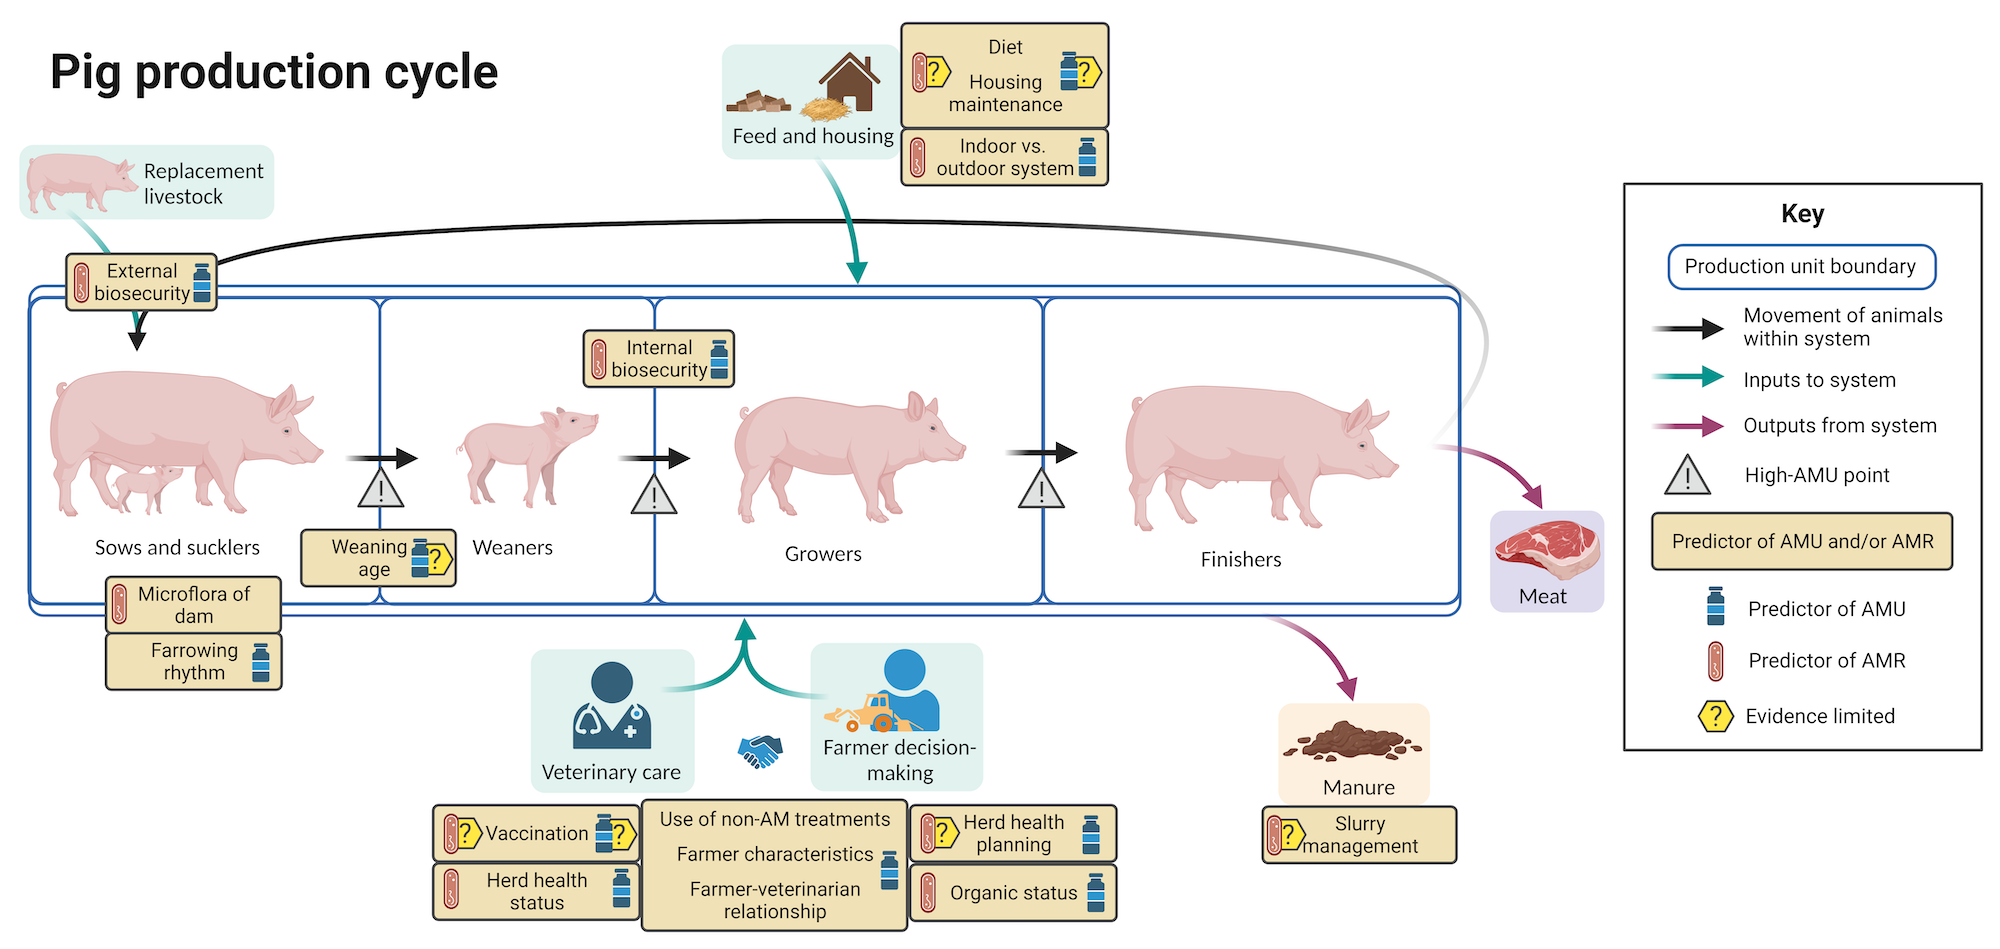 Pig production cycle
Diet
Housing
maintenance
Feed and housing
Indoor vs.
outdoor system
Replacement
livestock
External
biosecurity
Internal
biosecurity
Sows and sucklers
Weaning
age
Weaners
Growers
Finishers
Microflora of
dam
Farrowing
rhythm
Meat
Veterinary care
Farmer decision-
making
Manure
Vaccination
Herd health
status
Use of non-AM treatments
Farmer characteristics
Farmer-veterinarian
relationship
Herd health
planning
Organic status
Slurry
management
Key
Production unit boundary
Movement of animals
within system
Inputs to system
Outputs from system
! High-AMU point
Predictor of AMU and/or AMR
Predictor of AMU
Predictor of AMR
? Evidence limited